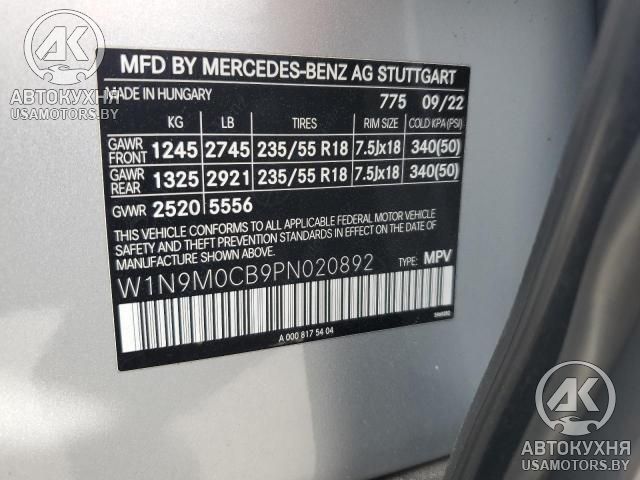 MFD BY MERCEDES-BENZ AG STUTTGART
MADE IN HUNGARY 775 09/22
KG LB TIRES RIM SIZE COLD KPA(PSI)
GAWR FRONT 1245 2745 235/55 R18 7.5Jx18 340(50)
GAWR REAR 1325 2921 235/55 R18 7.5Jx18 340(50)
GVWR 2520 5556
THIS VEHICLE CONFORMS TO ALL APPLICABLE FEDERAL MOTOR VEHICLE
SAFETY AND THEFT PREVENTION STANDARDS IN EFFECT ON THE DATE OF
MANUFACTURE SHOWN ABOVE.
W1N9M0CB9PN020892 TYPE: MPV
A 000 817 54 04
АВТОКУХНЯ
USAMOTORS.BY
АВТОКУХНЯ
USAMOTORS.BY